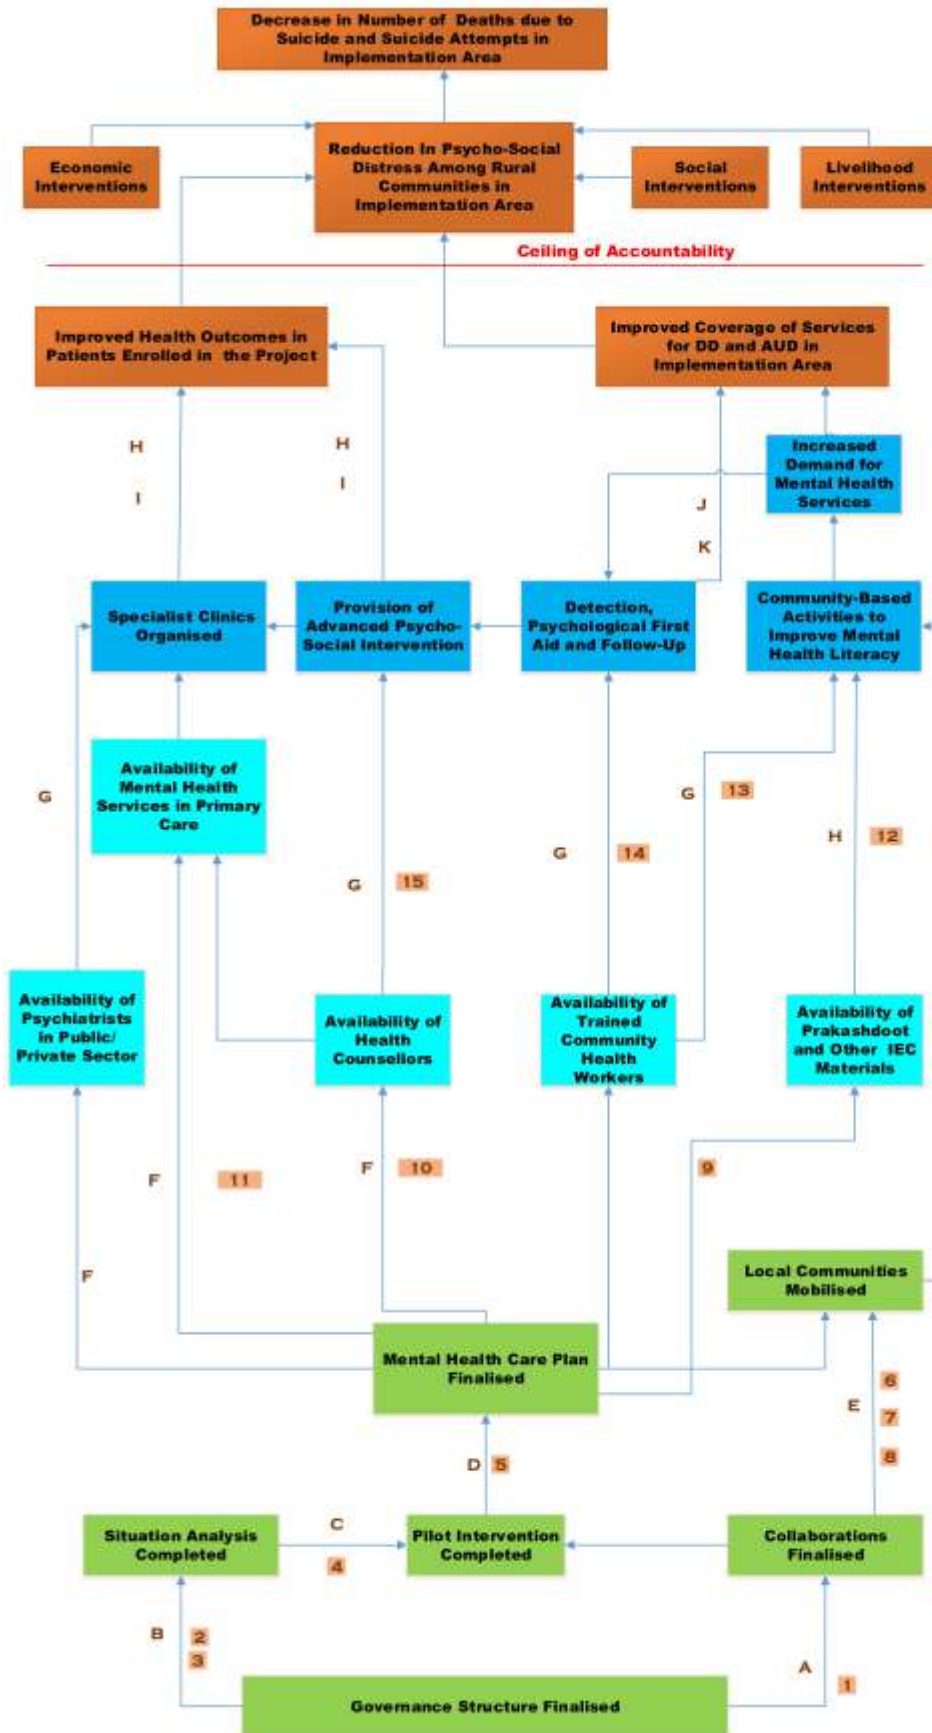 Decrease in Number of Deaths due to
Suicide and Suicide Attempts in
Implementation Area
Economic
Interventions
Reduction In Psycho-Social
Distress Among Rural
Communities in
Implementation Area
Social
Interventions
Livelihood
Interventions
Ceiling of Accountability
Improved Health Outcomes in
Patients Enrolled in the Project
Improved Coverage of Services
for DD and AUD in
Implementation Area
H
I
H
I
Increased
Demand for
Mental Health
Services
J
K
Specialist Clinics
Organised
Provision of
Advanced Psycho-
Social Intervention
Detection,
Psychological First
Aid and Follow-Up
Community-Based
Activities to
Improve Mental
Health Literacy
Availability of
Mental Health
Services in Primary
Care
G
G 15
G 14
G 13
H 12
Availability of
Psychiatrists
in Public/
Private Sector
Availability of
Health
Counsellors
Availability of
Trained
Community
Health
Workers
Availability of
Prakashdoot
and Other IEC
Materials
F
F 11
F 10
9
Local Communities
Mobilised
Mental Health Care Plan
Finalised
E
6
7
8
D 5
Situation Analysis
Completed
C
4
Pilot Intervention
Completed
Collaborations
Finalised
B 2
3
A 1
Governance Structure Finalised